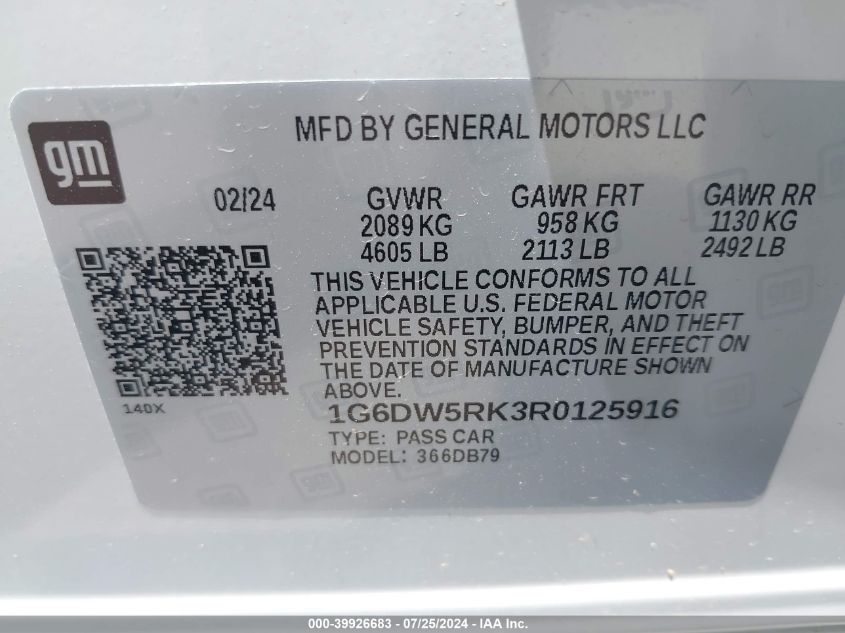 gm
MFD BY GENERAL MOTORS LLC
02/24 GVWR GAWR FRT GAWR RR
2089 KG 958 KG 1130 KG
4605 LB 2113 LB 2492 LB
THIS VEHICLE CONFORMS TO ALL
APPLICABLE U.S. FEDERAL MOTOR
VEHICLE SAFETY, BUMPER, AND THEFT
PREVENTION STANDARDS IN EFFECT ON
THE DATE OF MANUFACTURE SHOWN
ABOVE.
140X
1G6DW5RK3R0125916
TYPE: PASS CAR
MODEL: 366DB79
000-39926683 - 07/25/2024 - IAA Inc.